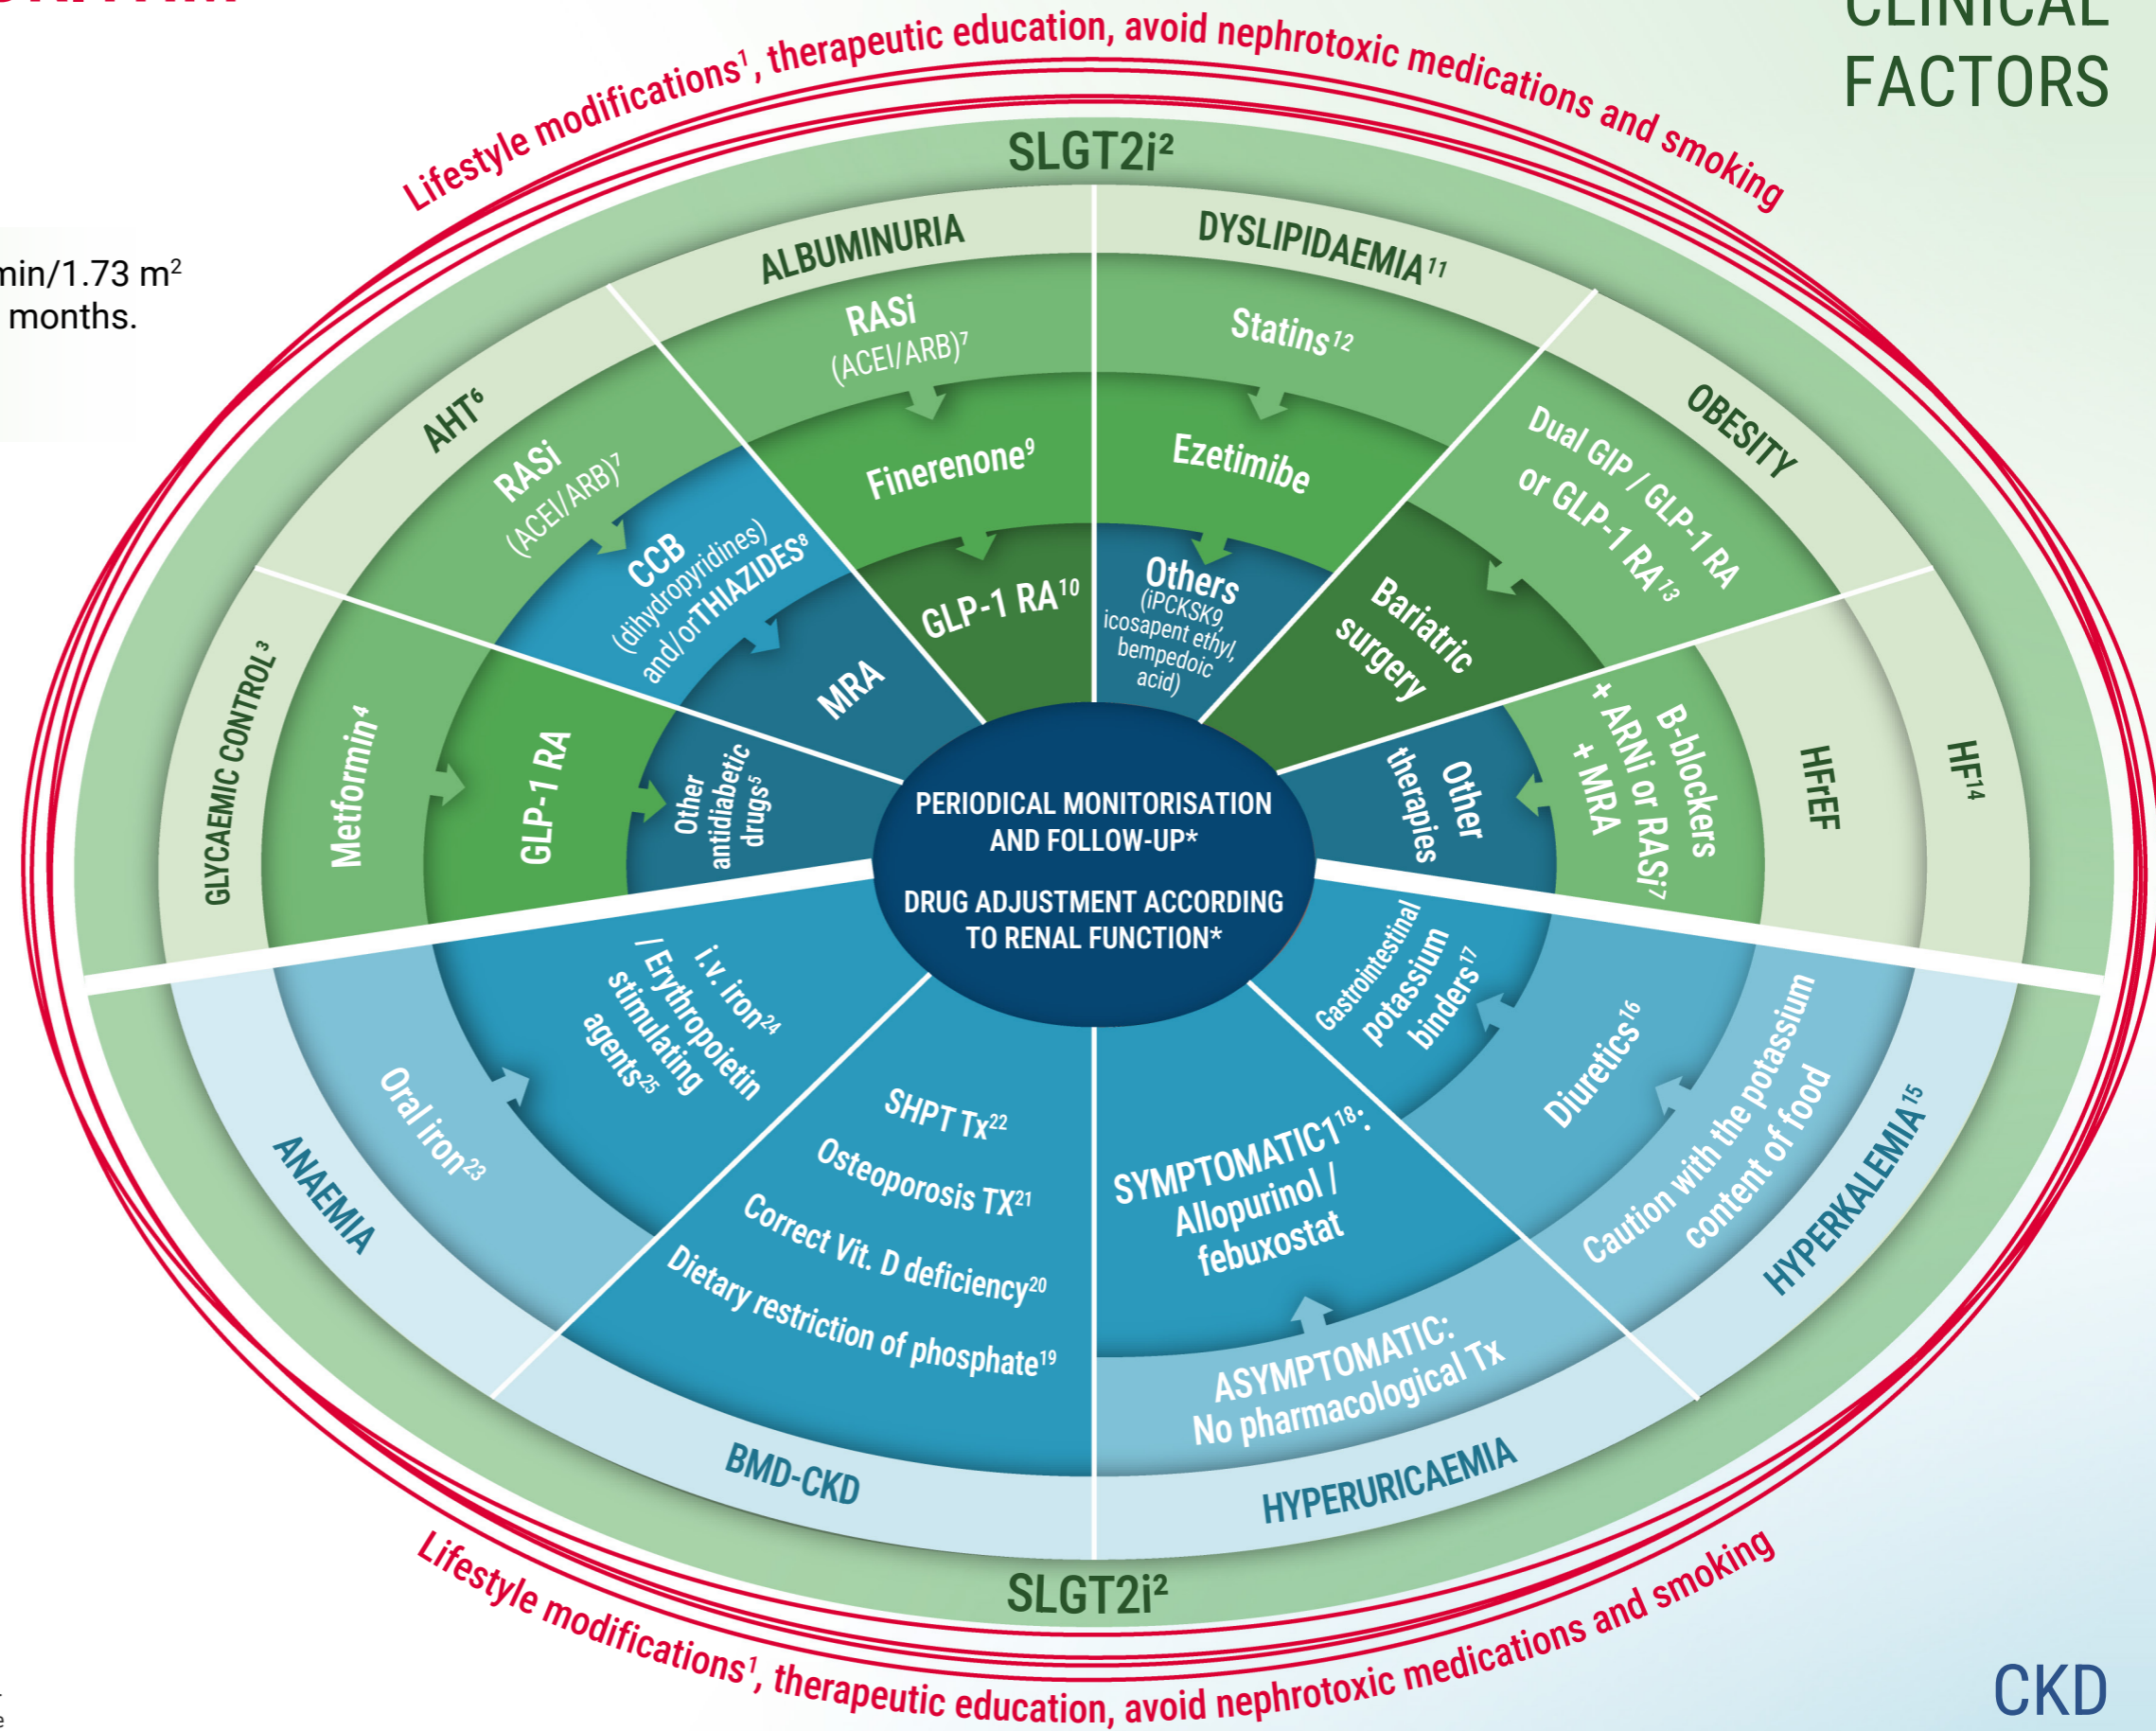 CLINICAL
FACTORS
min/1.73 m²
months.
Lifestyle modifications¹, therapeutic education, avoid nephrotoxic medications and smoking
SLGT2i²
GLYCAEMIC CONTROL³
Metformin⁴
GLP-1 RA
Other
antidiabetic
drugs⁵
AHT⁶
RASi
(ACEI/ARB)⁷
CCB
(dihydropyridines)
and/orTHIAZIDES⁸
MRA
ALBUMINURIA
RASi
(ACEI/ARB)⁷
Finerenone⁹
GLP-1 RA¹⁰
DYSLIPIDAEMIA¹¹
Statins¹²
Ezetimibe
Others
(iPCKSK9,
icosapent ethyl,
bempedoic
acid)
OBESITY
Dual GIP / GLP-1 RA
or GLP-1 RA¹³
Bariatric
surgery
HF¹⁴
HFrEF
B-blockers
+ ARNi or RASi⁷
+ MRA
Other
therapies
PERIODICAL MONITORISATION
AND FOLLOW-UP*
DRUG ADJUSTMENT ACCORDING
TO RENAL FUNCTION*
HYPERKALEMIA¹⁵
Caution with the potassium
content of food
Diuretics¹⁶
Gastrointestinal
potassium
binders¹⁷
HYPERURICAEMIA
ASYMPTOMATIC:
No pharmacological Tx
SYMPTOMATIC1¹⁸:
Allopurinol /
febuxostat
BMD-CKD
SHPT Tx²²
Osteoporosis TX²¹
Correct Vit. D deficiency²⁰
Dietary restriction of phosphate¹⁹
ANAEMIA
Oral iron²³
i.v. iron²⁴
/ Erythropoietin
stimulating
agents²⁵
SLGT2i²
Lifestyle modifications¹, therapeutic education, avoid nephrotoxic medications and smoking
CKD